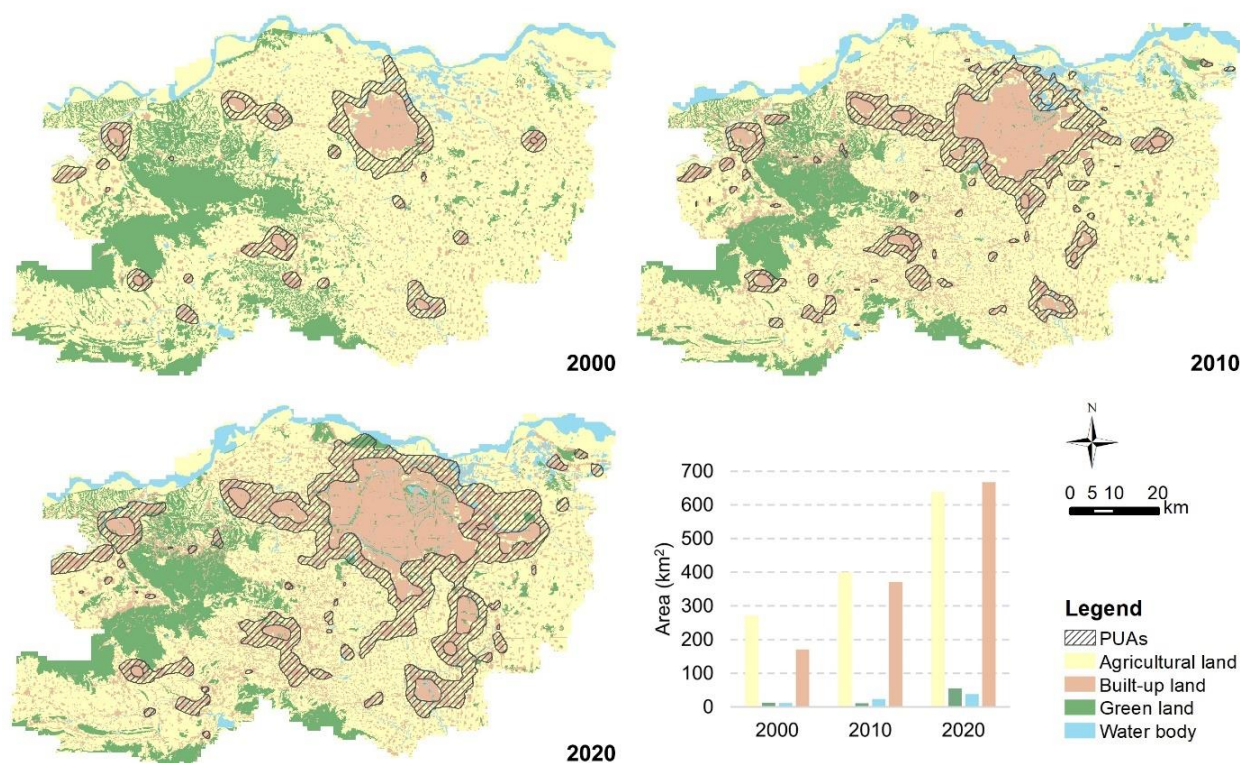 2000
2010
2020
N
0 5 10 20
km
Area (km²)
700
600
500
400
300
200
100
0
2000 2010 2020
Legend
PUAs
Agricultural land
Built-up land
Green land
Water body